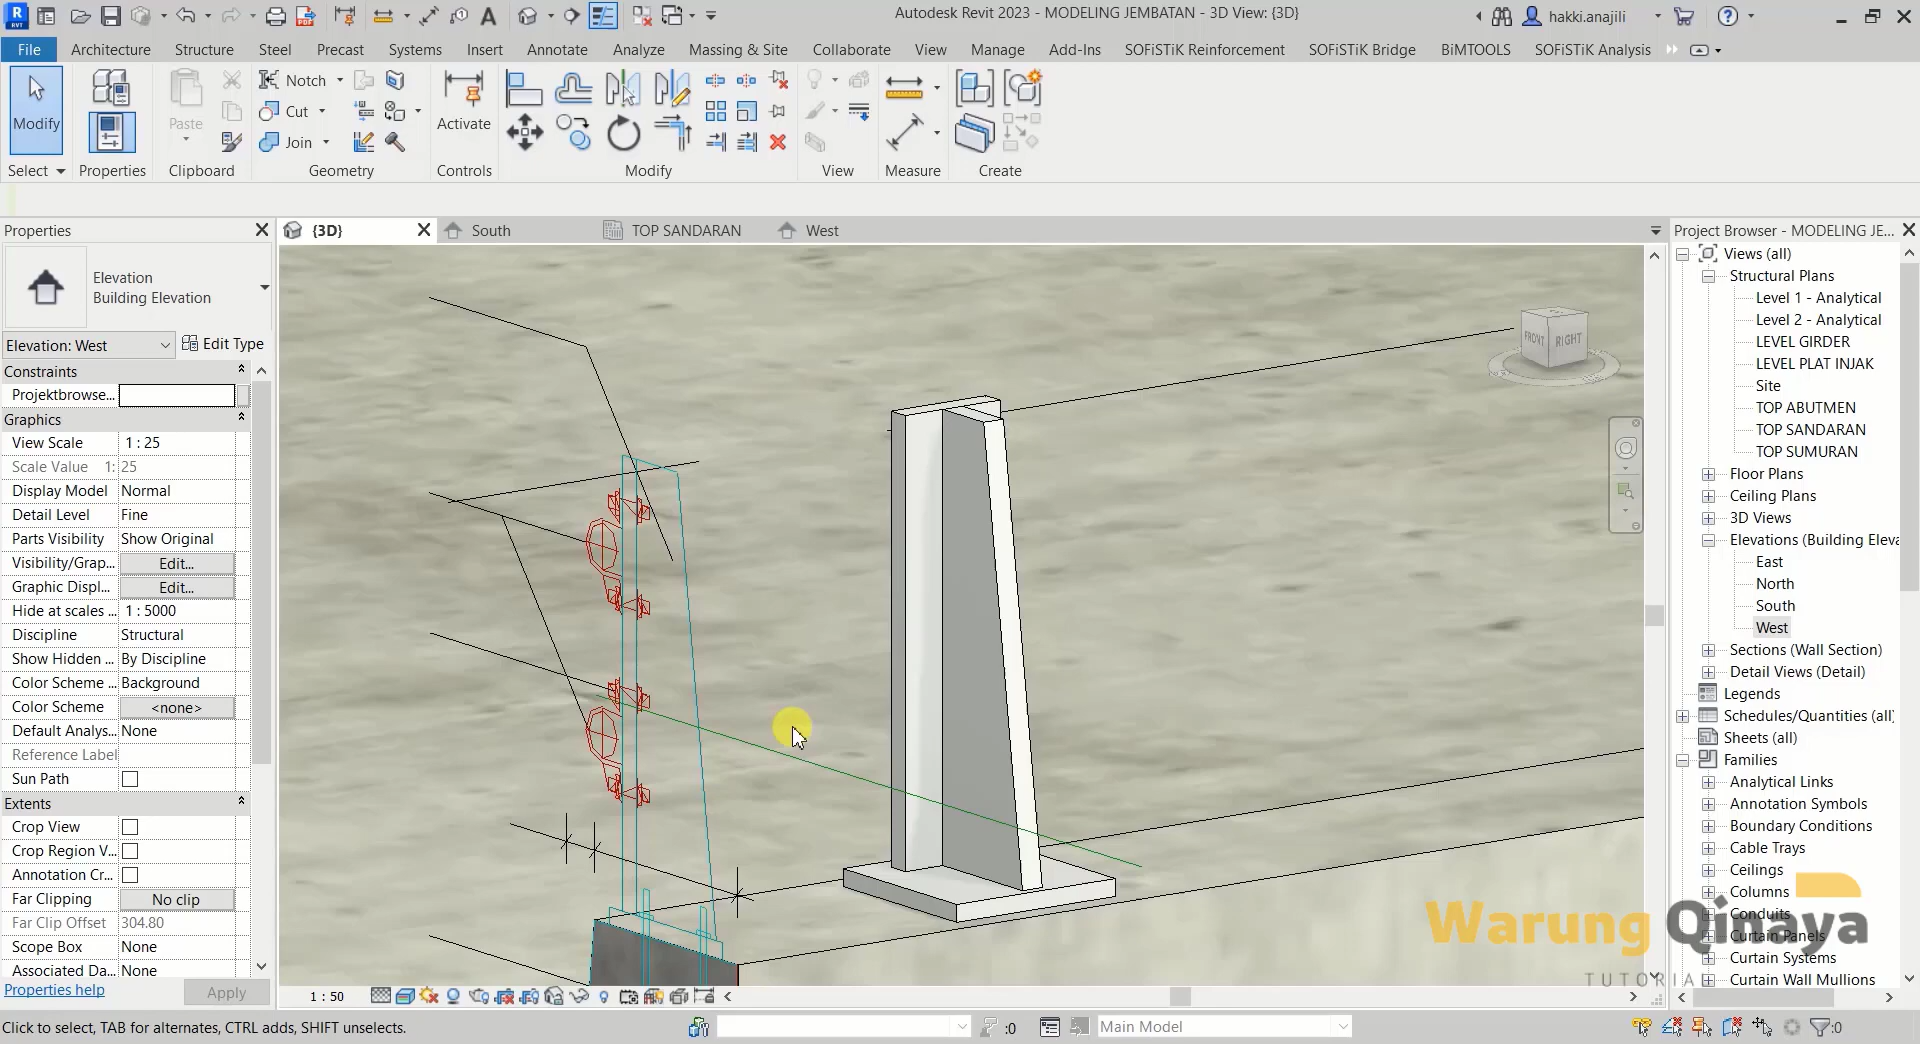 Autodesk Revit 2023 - MODELING JEMBATAN - 3D View: {3D}
hakki.anajili
File Architecture Structure Steel Precast Systems Insert Annotate Analyze Massing & Site Collaborate View Manage Add-Ins SOFiSTiK Reinforcement SOFiSTiK Bridge BiMTOOLS SOFiSTiK Analysis
Modify
Paste
Notch
Cut
Join
Activate
Select Properties Clipboard Geometry Controls Modify View Measure Create
Properties
{3D} South TOP SANDARAN West
Project Browser - MODELING JE...
Elevation
Building Elevation
Elevation: West
Edit Type
Constraints
Projektbrowse...
Graphics
View Scale 1 : 25
Scale Value 1: 25
Display Model Normal
Detail Level Fine
Parts Visibility Show Original
Visibility/Grap... Edit...
Graphic Displ... Edit...
Hide at scales ... 1 : 5000
Discipline Structural
Show Hidden ... By Discipline
Color Scheme ... Background
Color Scheme <none>
Default Analys... None
Reference Label
Sun Path
Extents
Crop View
Crop Region V...
Annotation Cr...
Far Clipping No clip
Far Clip Offset 304.80
Scope Box None
Associated Da... None
Properties help
Apply
FRONT
RIGHT
Views (all)
Structural Plans
Level 1 - Analytical
Level 2 - Analytical
LEVEL GIRDER
LEVEL PLAT INJAK
Site
TOP ABUTMEN
TOP SANDARAN
TOP SUMURAN
Floor Plans
Ceiling Plans
3D Views
Elevations (Building Eleva
East
North
South
West
Sections (Wall Section)
Detail Views (Detail)
Legends
Schedules/Quantities (all)
Sheets (all)
Families
Analytical Links
Annotation Symbols
Boundary Conditions
Cable Trays
Ceilings
Columns
Conduits
Curtain Panels
Curtain Systems
Curtain Wall Mullions
Warung Qinaya
TUTORIA
1 : 50
Click to select, TAB for alternates, CTRL adds, SHIFT unselects.
:0
Main Model
:0